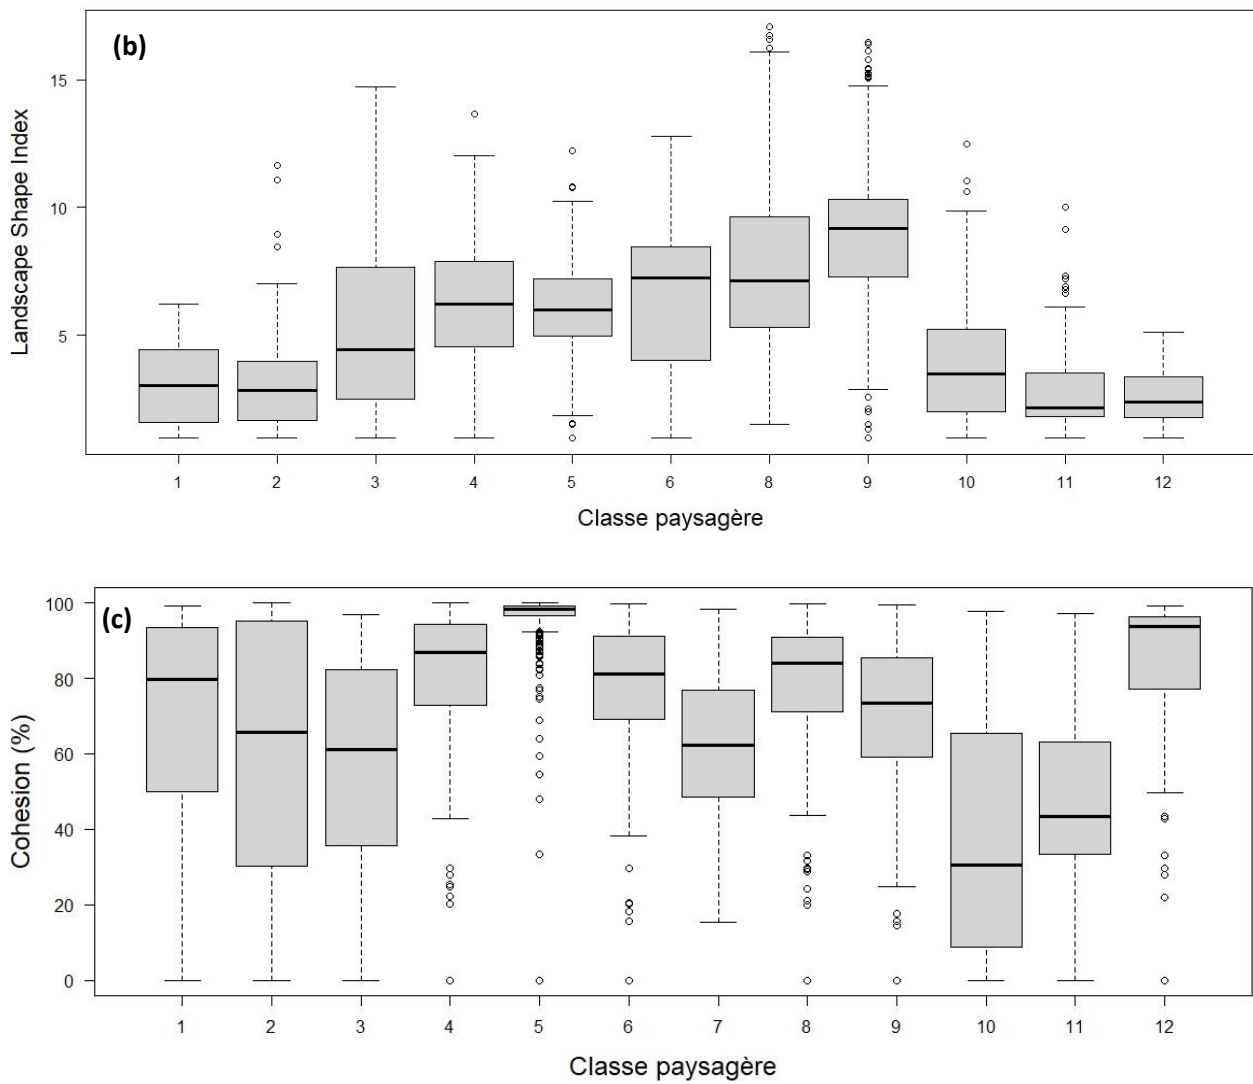 (b)
Landscape Shape Index
15
10
5
1 2 3 4 5 6 8 9 10 11 12
Classe paysagère
(c)
Cohesion (%)
100
80
60
40
20
0
1 2 3 4 5 6 7 8 9 10 11 12
Classe paysagère